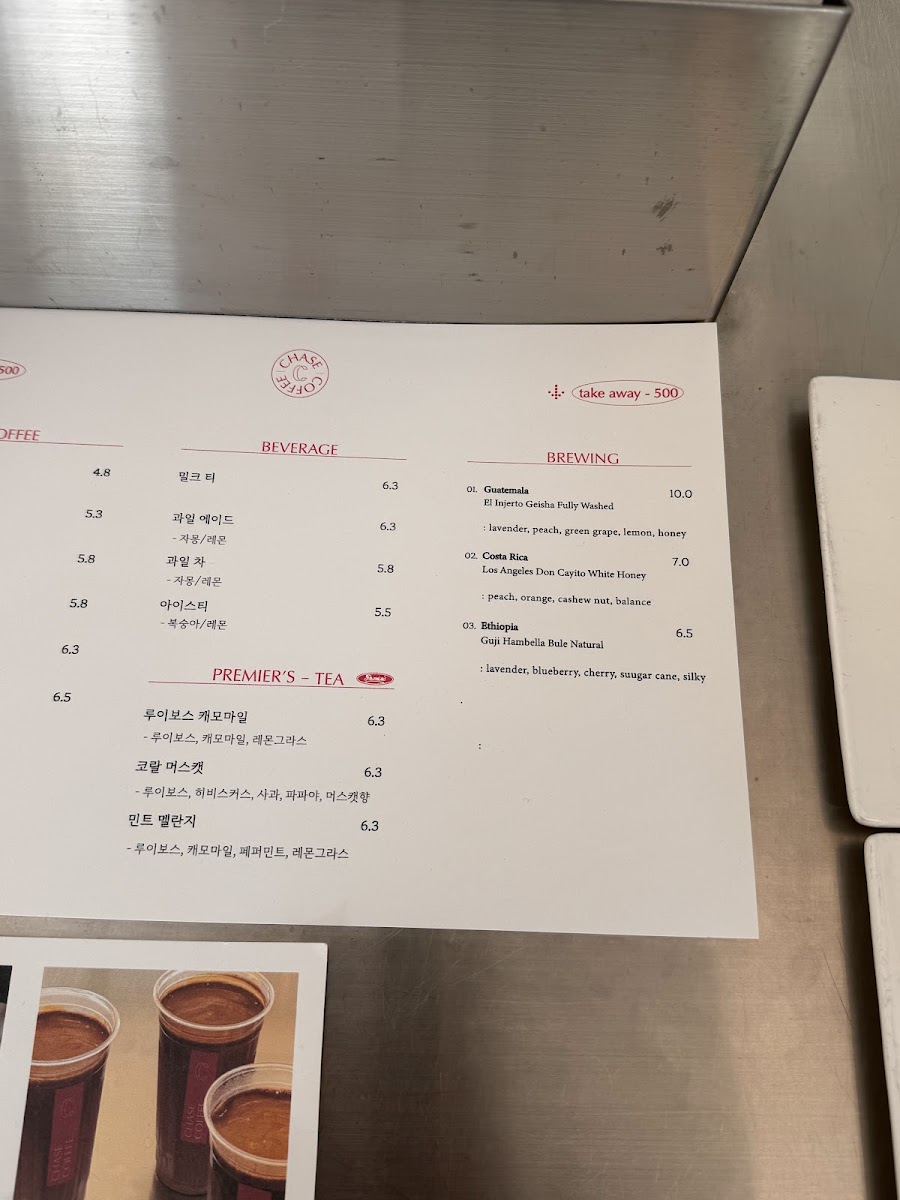 500
CHASE COFFEE
C
take away - 500
OFFEE
4.8
5.3
5.8
5.8
6.3
6.5
BEVERAGE
밀크 티 6.3
과일 에이드 6.3
- 자몽/레몬
과일 차 5.8
- 자몽/레몬
아이스티 5.5
- 복숭아/레몬
PREMIER'S - TEA
루이보스 캐모마일 6.3
- 루이보스, 캐모마일, 레몬그라스
코랄 머스캣 6.3
- 루이보스, 히비스커스, 사과, 파파야, 머스캣향
민트 멜란지 6.3
- 루이보스, 캐모마일, 페퍼민트, 레몬그라스
BREWING
01. Guatemala 10.0
El Injerto Geisha Fully Washed
: lavender, peach, green grape, lemon, honey
02. Costa Rica 7.0
Los Angeles Don Cayito White Honey
: peach, orange, cashew nut, balance
03. Ethiopia 6.5
Guji Hambella Bule Natural
: lavender, blueberry, cherry, suugar cane, silky
.
:
CHASE COFFEE
CHASE COFFEE